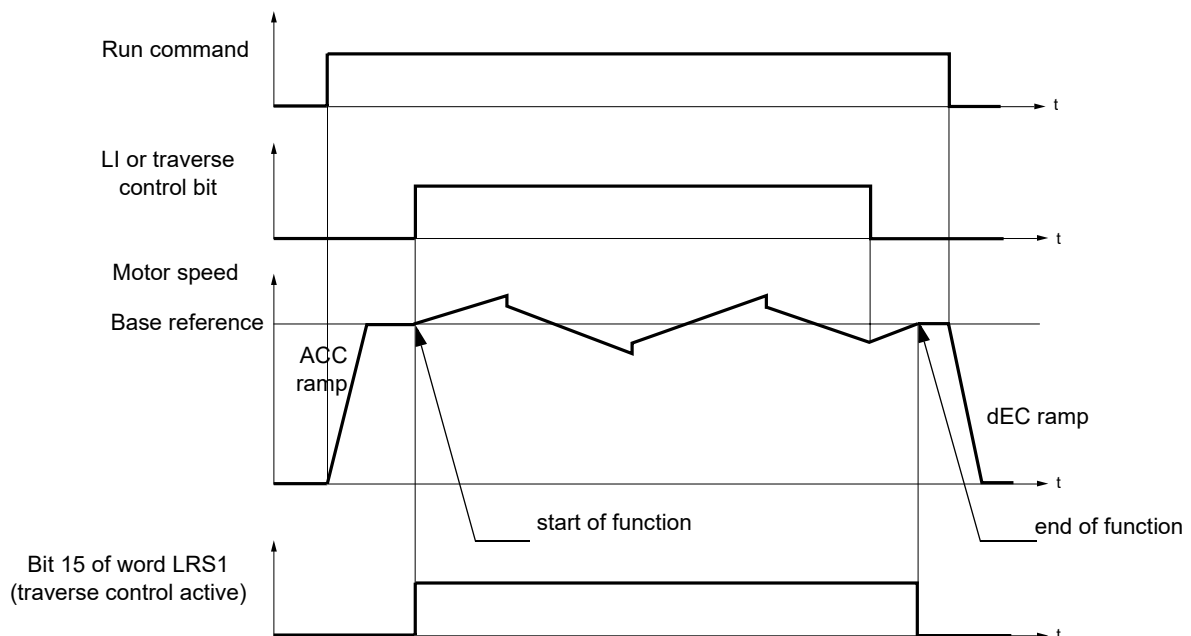 Run command
t
LI or traverse
control bit
t
Motor speed
Base reference
ACC
ramp
dEC ramp
t
start of function
end of function
Bit 15 of word LRS1
(traverse control active)
t